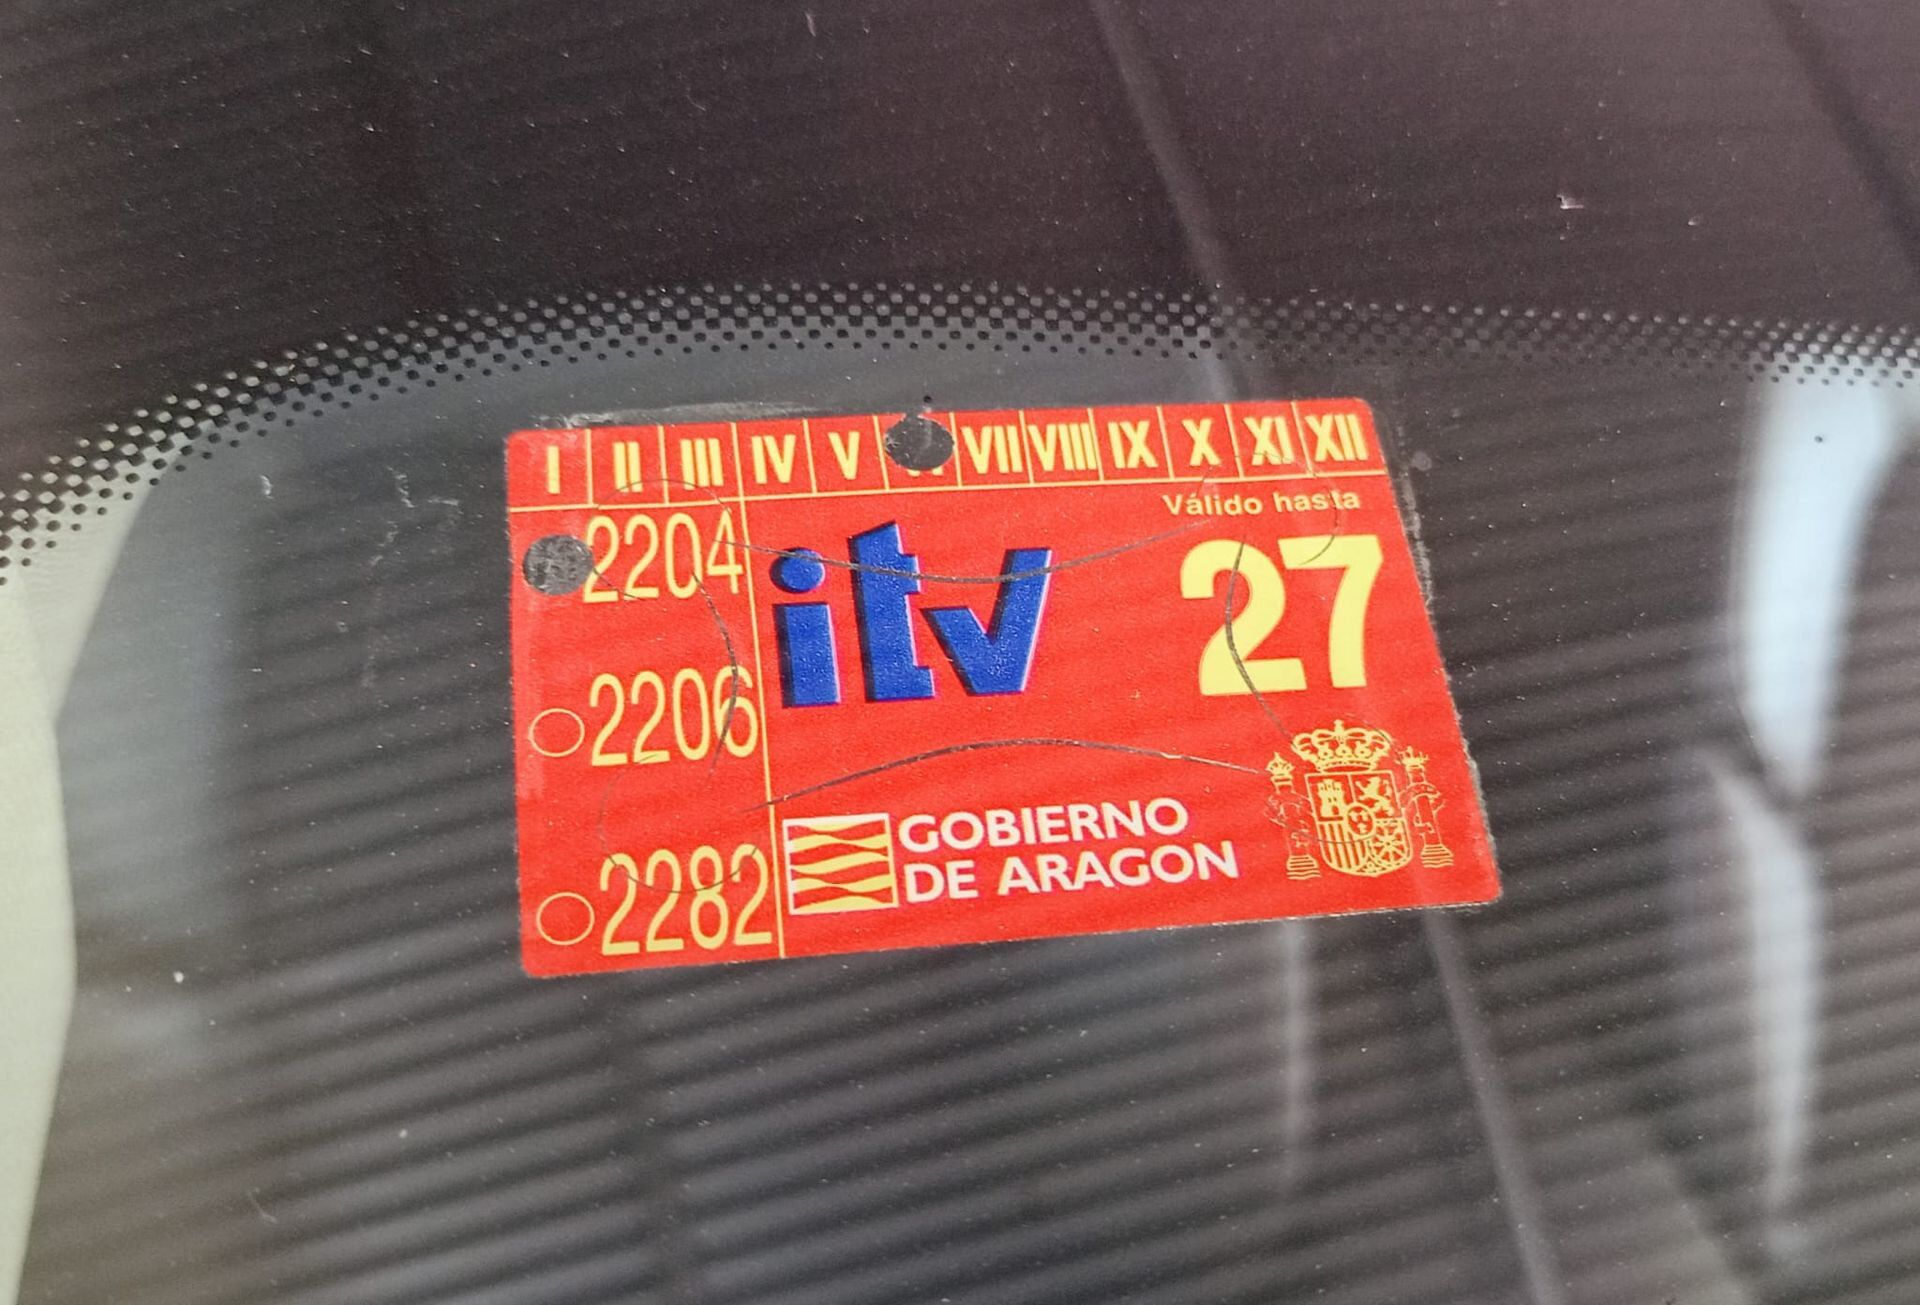 I II III IV V VII VIII IX X XI XII
Válido hasta
2204
itv
27
2206
2282
GOBIERNO
DE ARAGON